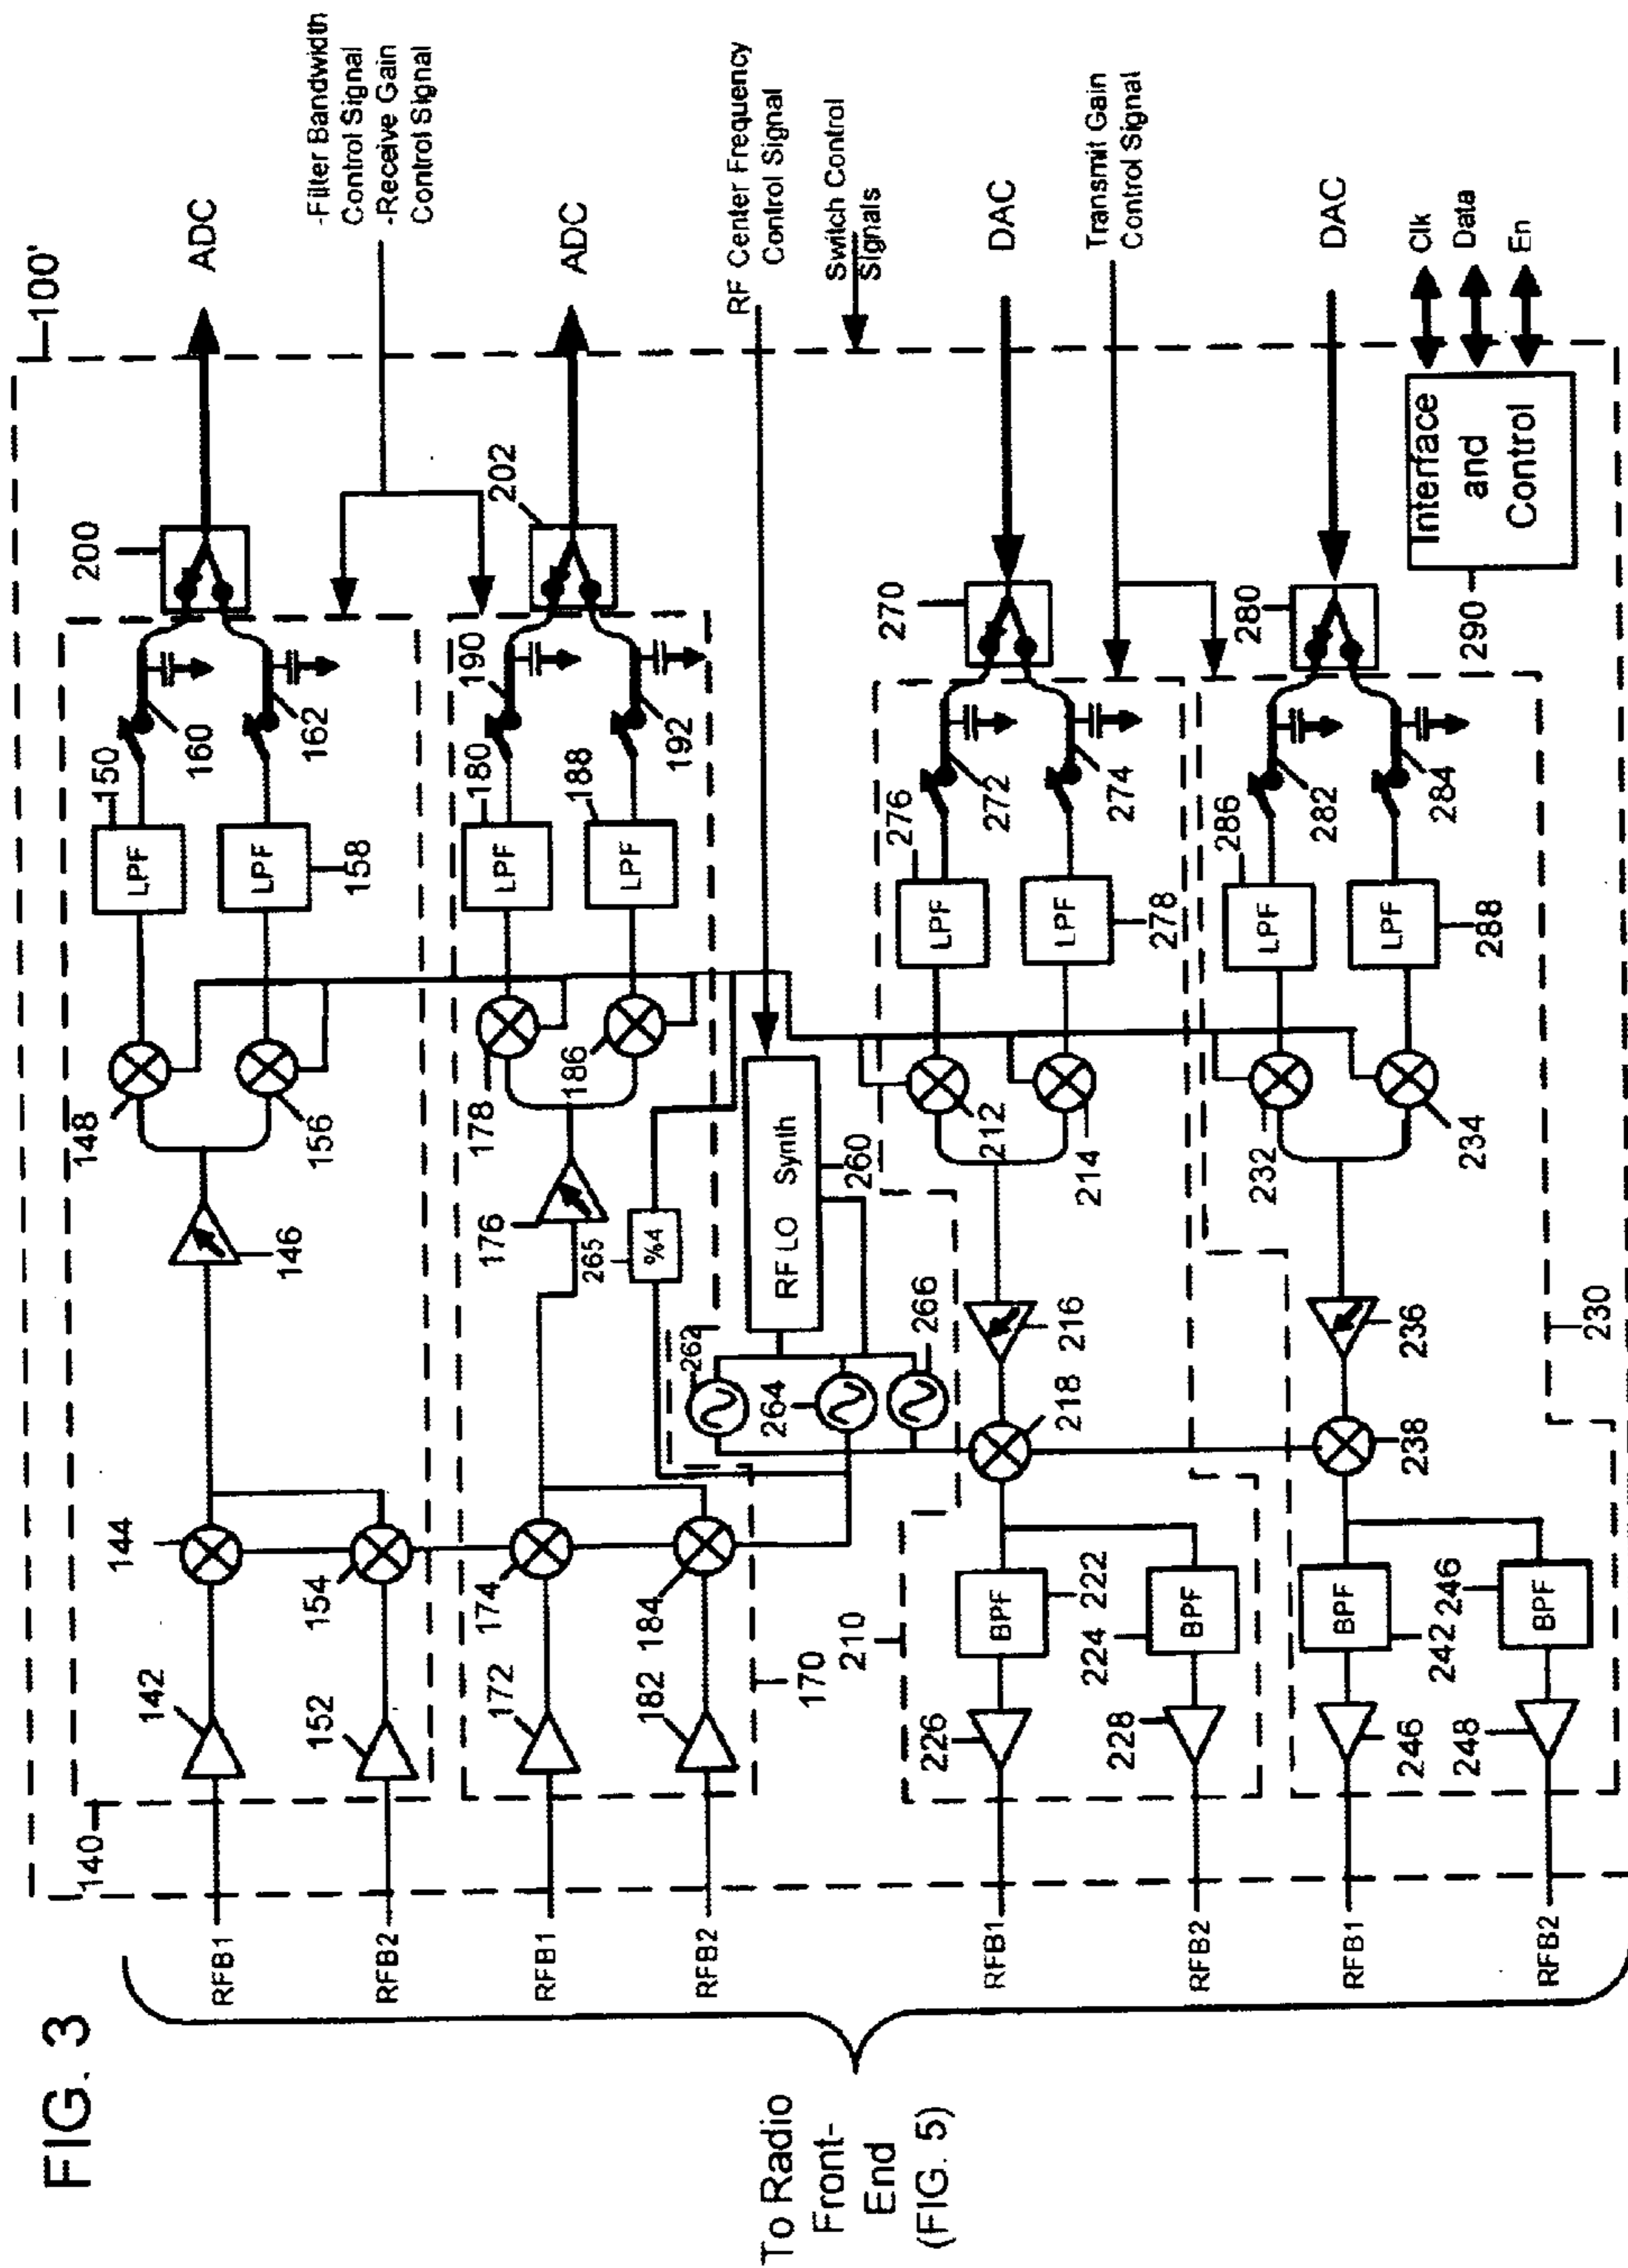 FIG. 3
100'
140
RFB1
142
144
146
148
LPF
150
160
200
ADC
RFB2
152
154
156
LPF
158
162
-Filter Bandwidth
Control Signal
-Receive Gain
Control Signal
RFB1
172
174
176
178
LPF
180
190
202
ADC
RFB2
182
184
186
LPF
188
192
170
265
%4
262
264
266
RF LO Synth
260
RF Center Frequency
Control Signal
Switch Control
Signals
To Radio
Front-
End
(FIG. 5)
210
RFB1
226
BPF
222
218
216
212
LPF
276
272
270
DAC
RFB2
228
224
BPF
214
LPF
278
274
Transmit Gain
Control Signal
RFB1
246
BPF
242
238
236
232
LPF
286
282
280
DAC
RFB2
248
BPF
246
234
LPF
288
284
230
290
Interface
and
Control
Clk
Data
En